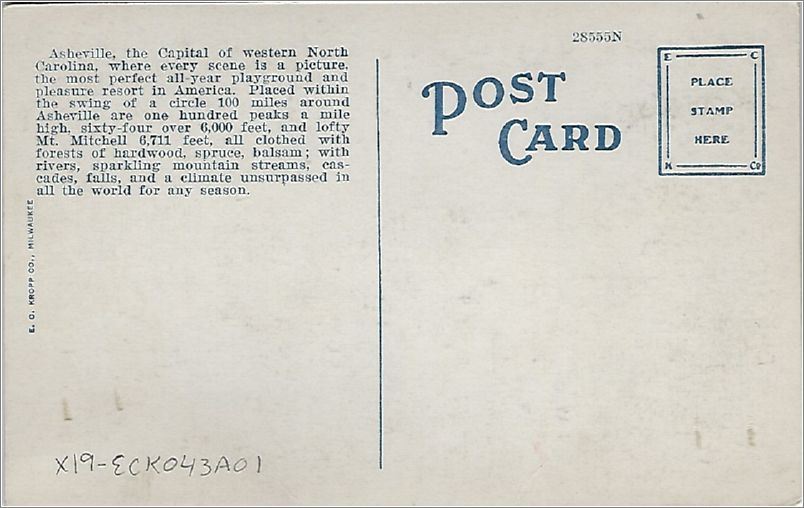 28555N
Asheville, the Capital of western North
Carolina, where every scene is a picture.
the most perfect all-year playground and
pleasure resort in America. Placed within
the swing of a circle 100 miles around
Asheville are one hundred peaks a mile
high, sixty-four over 6,000 feet, and lofty
Mt. Mitchell 6,711 feet, all clothed with
forests of hardwood, spruce, balsam; with
rivers, sparkling mountain streams, cas-
cades, falls, and a climate unsurpassed in
all the world for any season.
E. C. KROPP CO., MILWAUKEE
POST
CARD
E C
PLACE
STAMP
HERE
K Co
X19-ECK043A01